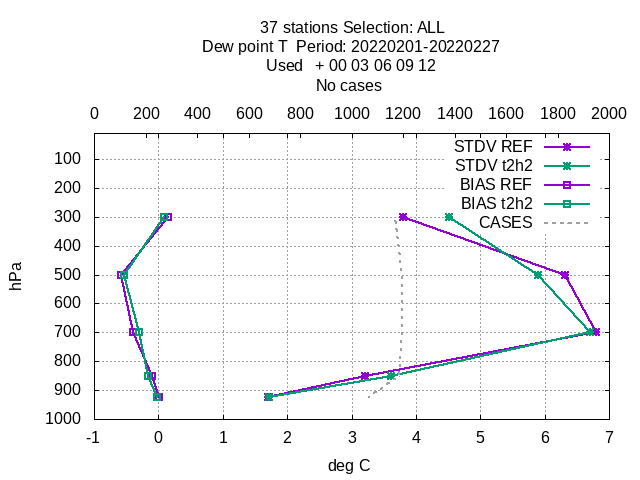 37 stations Selection: ALL
Dew point T  Period: 20220201-20220227
Used   + 00 03 06 09 12
No cases
0 200 400 600 800 1000 1200 1400 1600 1800 2000
STDV REF
STDV t2h2
BIAS REF
BIAS t2h2
CASES
100
200
300
400
500
600
700
800
900
1000
hPa
-1 0 1 2 3 4 5 6 7
deg C